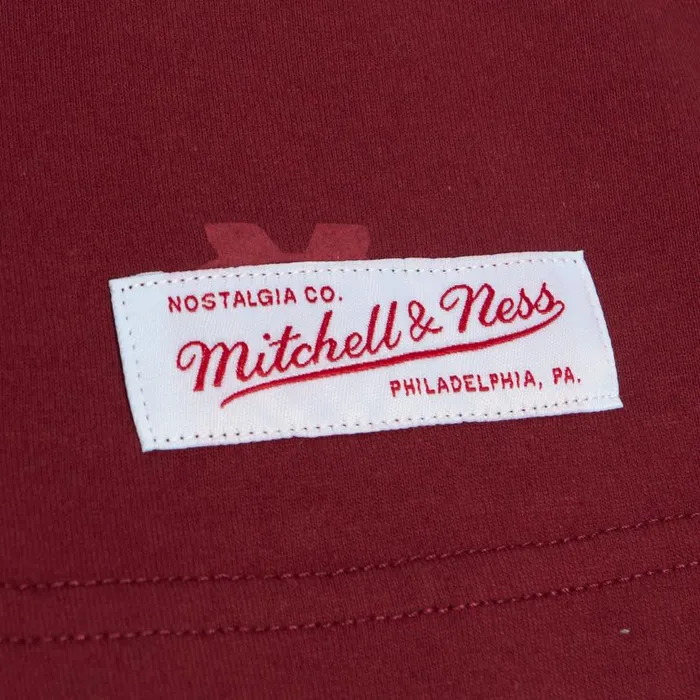 NOSTALGIA CO.
Mitchell & Ness
PHILADELPHIA, PA.